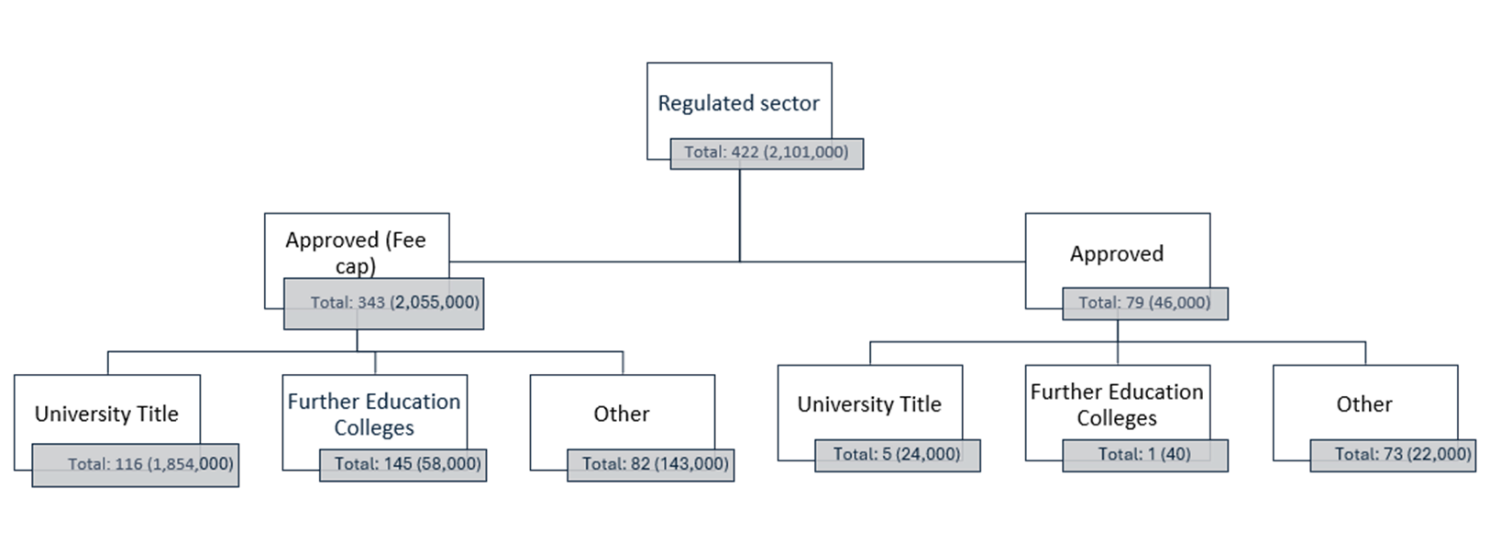 Regulated sector
Total: 422 (2,101,000)
Approved (Fee
cap)
Total: 343 (2,055,000)
Approved
Total: 79 (46,000)
University Title
Total: 116 (1,854,000)
Further Education
Colleges
Total: 145 (58,000)
Other
Total: 82 (143,000)
University Title
Total: 5 (24,000)
Further Education
Colleges
Total: 1 (40)
Other
Total: 73 (22,000)